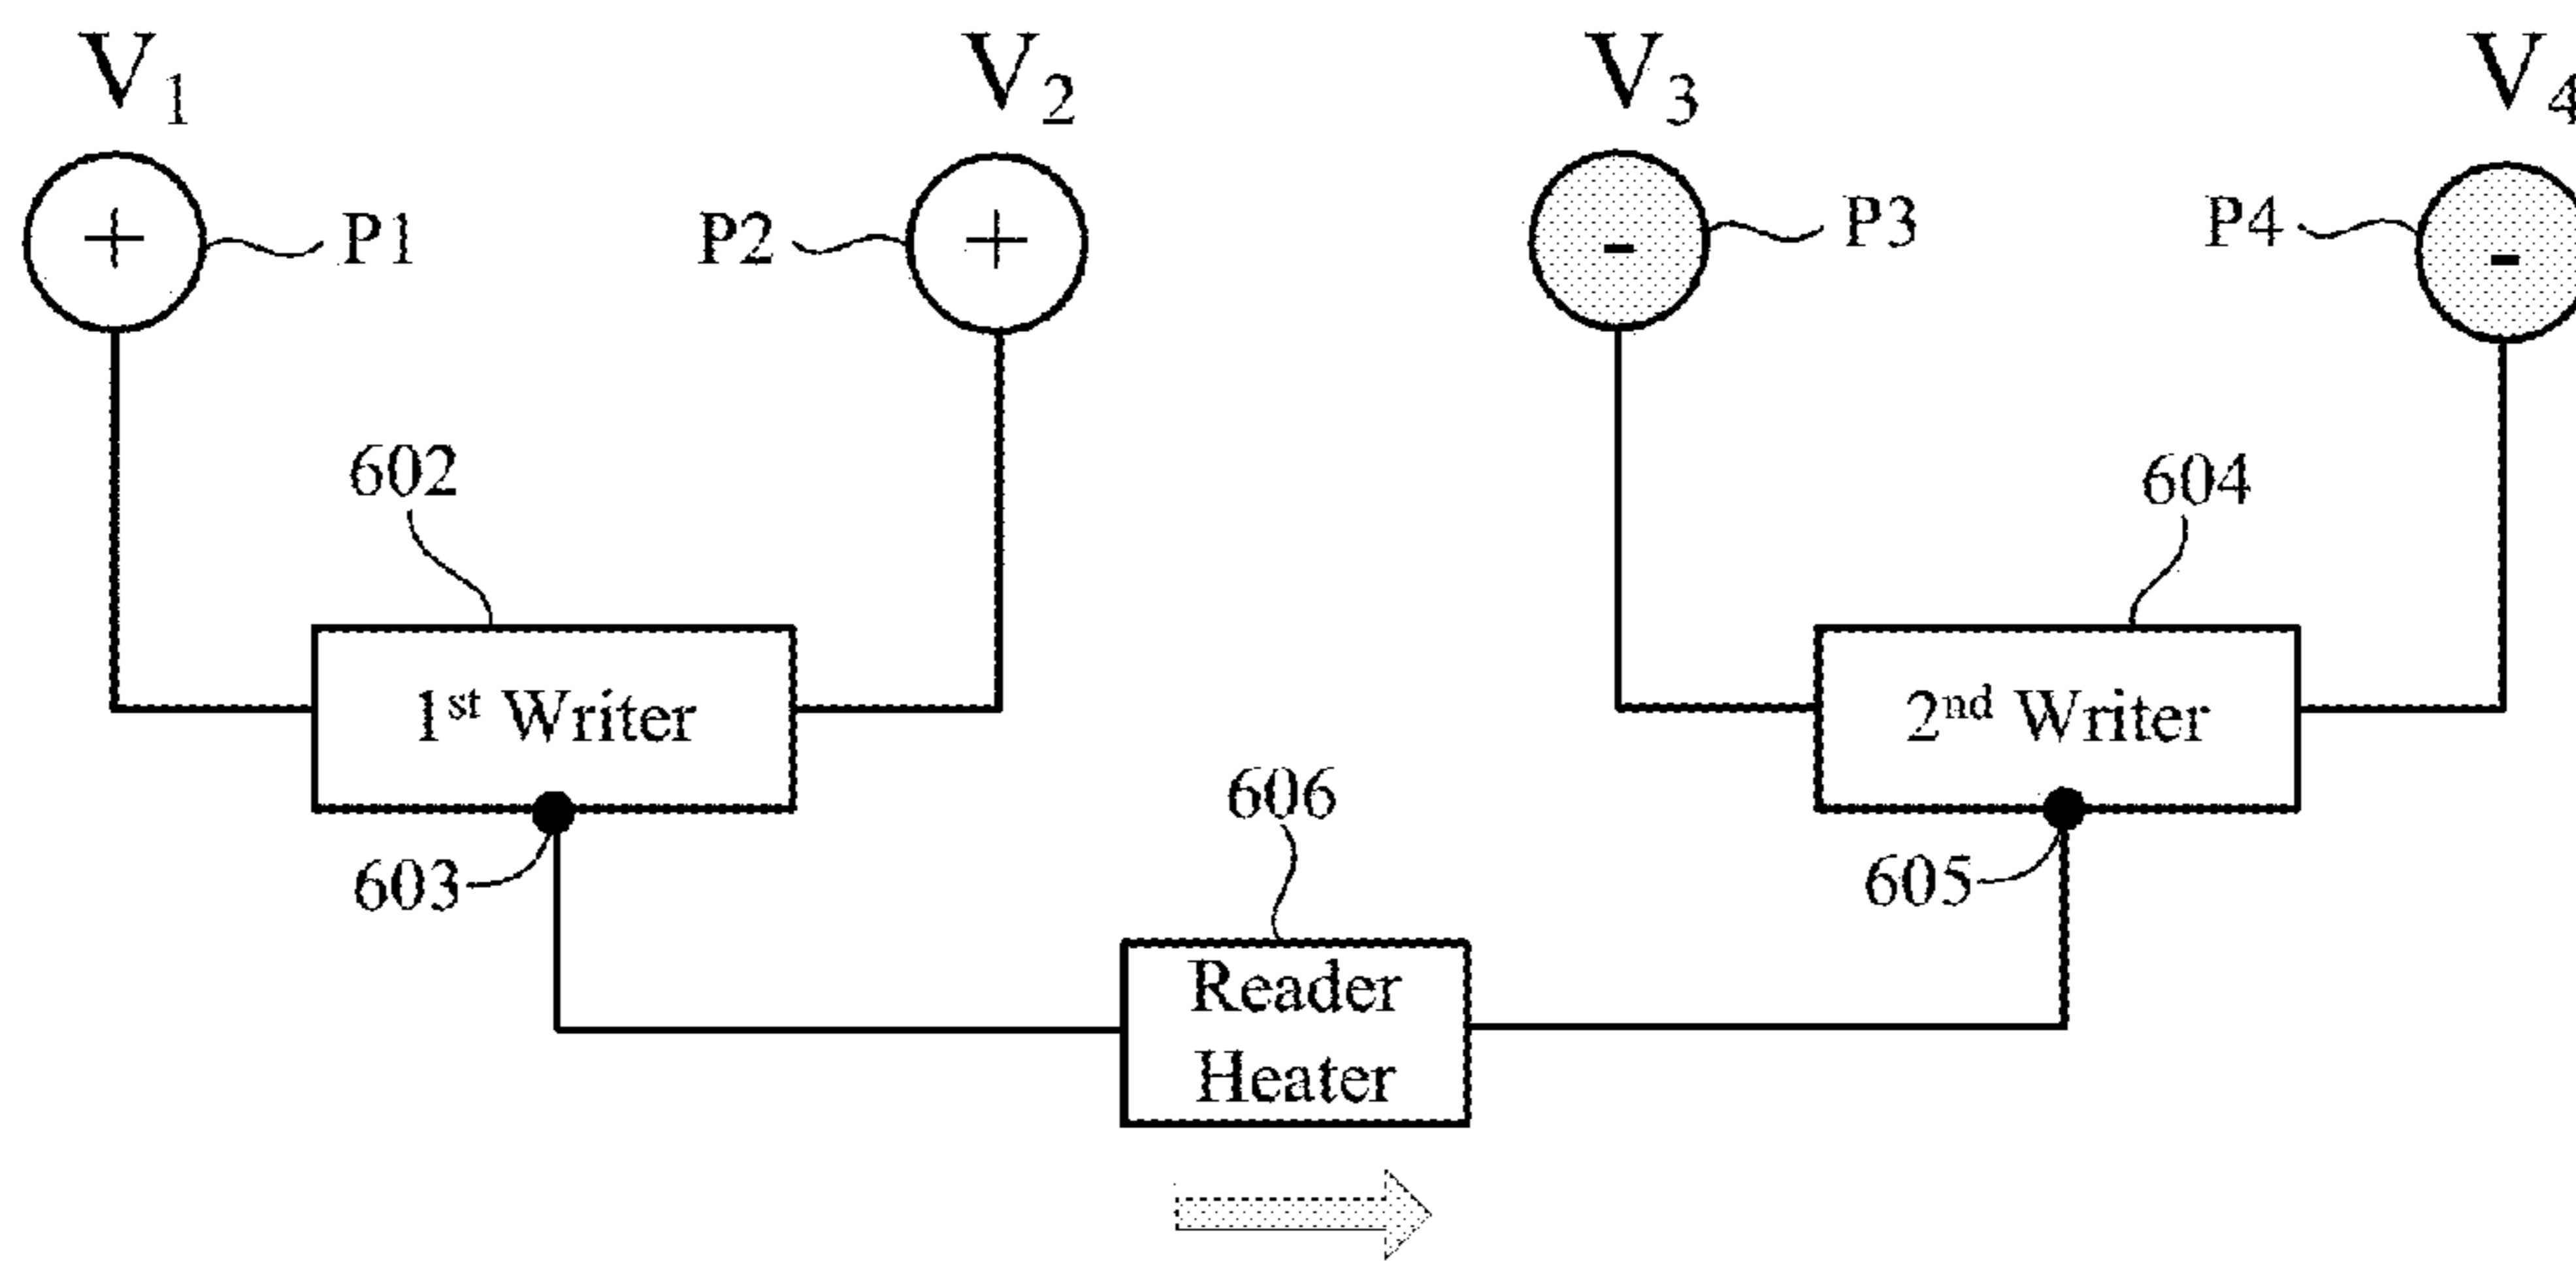 V1 V2 V3 V4
+ P1 P2 + - P3 P4 -
602 604
1st Writer 2nd Writer
606
603 605
Reader
Heater